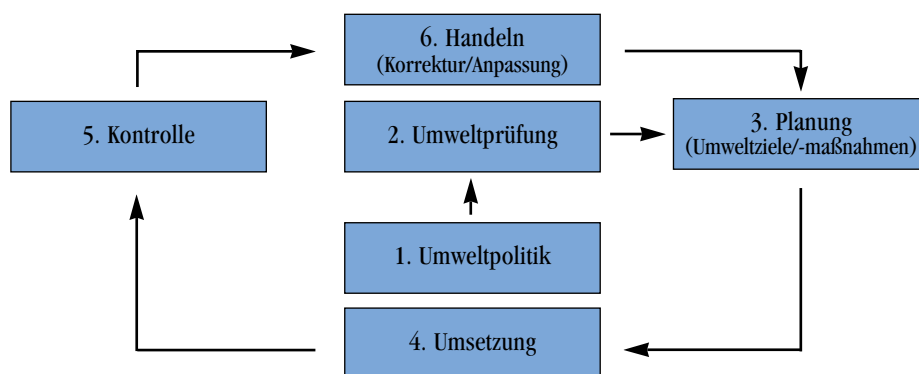 6. Handeln
(Korrektur/Anpassung)
5. Kontrolle
2. Umweltprüfung
3. Planung
(Umweltziele/-maßnahmen)
1. Umweltpolitik
4. Umsetzung